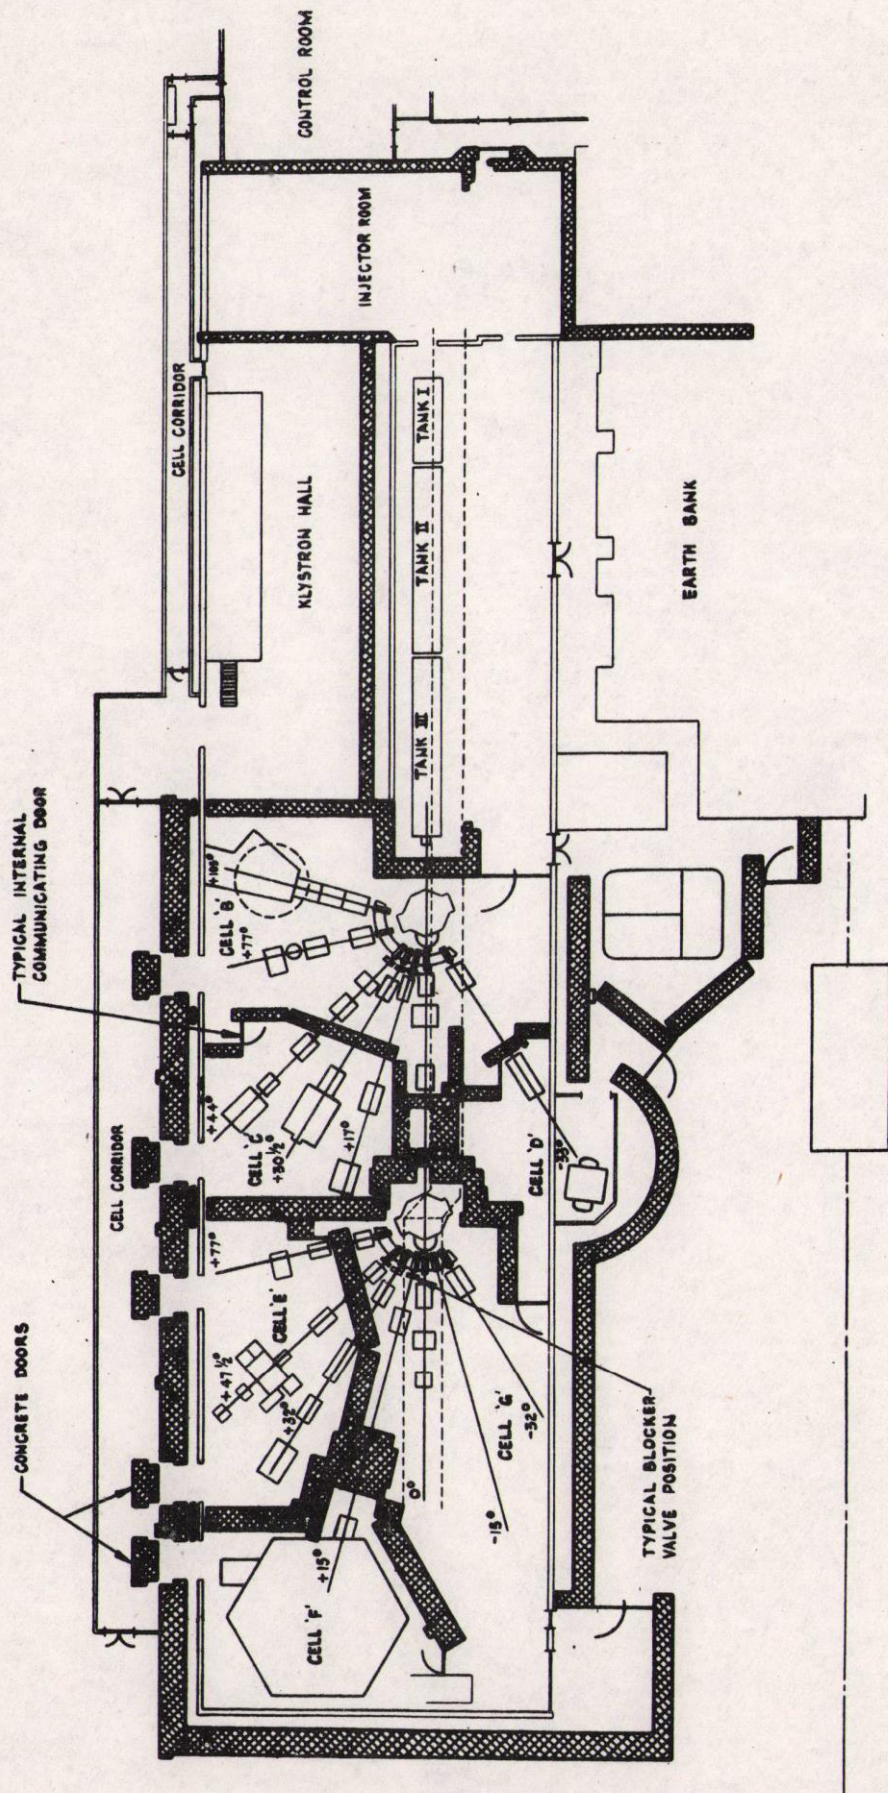 CONCRETE DOORS
TYPICAL INTERNAL
COMMUNICATING DOOR
CELL CORRIDOR
CELL CORRIDOR
CONTROL ROOM
KLYSTRON HALL
INJECTOR ROOM
CELL 'B'
+77°
+44°
CELL 'C'
+30½°
+17°
+77°
CELL 'E'
+47½°
+32°
CELL 'F'
+15°
TANK III
TANK II
TANK I
0°
CELL 'D'
-33°
CELL 'G'
-32°
-15°
EARTH BANK
TYPICAL BLOCKER-
VALVE POSITION